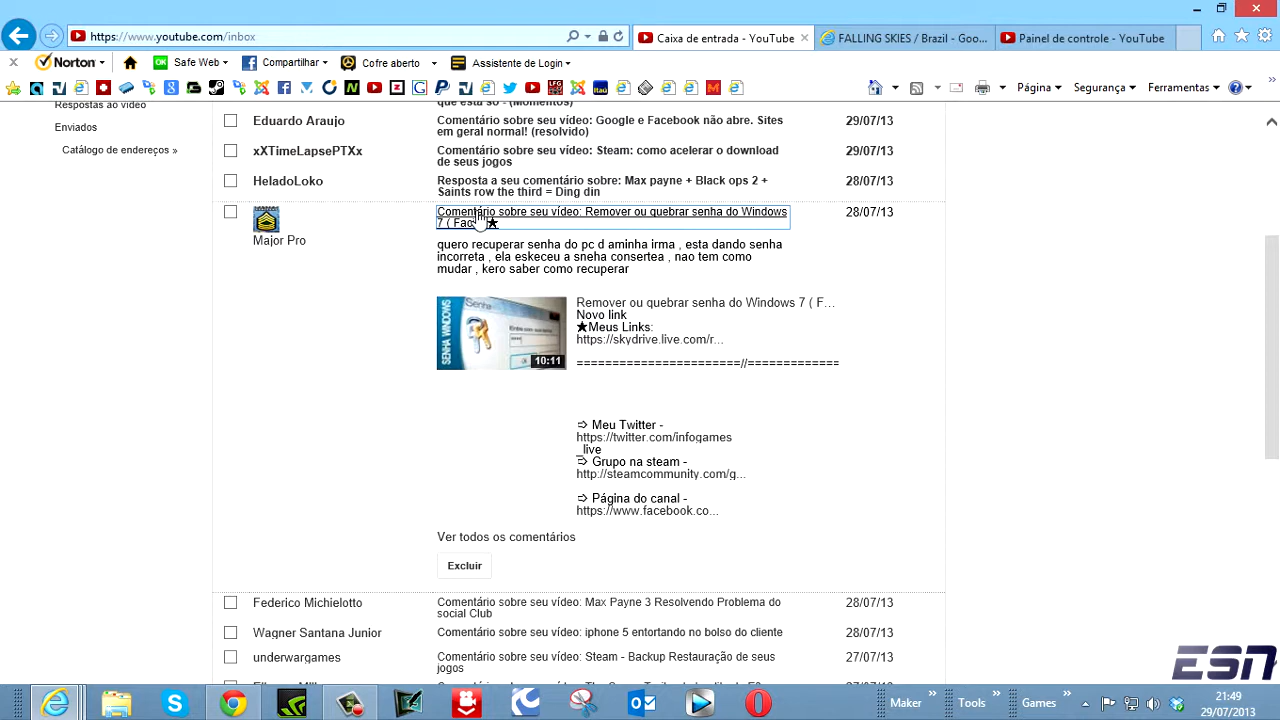 https://www.youtube.com/inbox
Caixa de entrada - YouTube
FALLING SKIES / Brazil - Goo...
Painel de controle - YouTube
Norton
Safe Web
Compartilhar
Cofre aberto
Assistente de Login
Página
Segurança
Ferramentas
Respostas ao vídeo
Enviados
Catálogo de endereços »
que esta so - (Momentos)
Eduardo Araujo
Comentário sobre seu vídeo: Google e Facebook não abre. Sites
em geral normal! (resolvido)
29/07/13
xXTimeLapsePTXx
Comentário sobre seu vídeo: Steam: como acelerar o download
de seus jogos
29/07/13
HeladoLoko
Resposta a seu comentário sobre: Max payne + Black ops 2 +
Saints row the third = Ding din
28/07/13
Major Pro
Comentário sobre seu vídeo: Remover ou quebrar senha do Windows
7 ( Fac
28/07/13
quero recuperar senha do pc d aminha irma , esta dando senha
incorreta , ela eskeceu a sneha consertea , nao tem como
mudar , kero saber como recuperar
SENHA WINDOWS
Senha
10:11
Remover ou quebrar senha do Windows 7 ( F...
Novo link
★Meus Links:
https://skydrive.live.com/r...
=======================//=============
⇨ Meu Twitter -
https://twitter.com/infogames
_live
⇨ Grupo na steam -
http://steamcommunity.com/g...
⇨ Página do canal -
https://www.facebook.co...
Ver todos os comentários
Excluir
Federico Michielotto
Comentário sobre seu vídeo: Max Payne 3 Resolvendo Problema do
social Club
28/07/13
Wagner Santana Junior
Comentário sobre seu vídeo: iphone 5 entortando no bolso do cliente
28/07/13
underwargames
Comentário sobre seu vídeo: Steam - Backup Restauração de seus
jogos
27/07/13
ESN
Maker
Tools
Games
21:49
29/07/2013